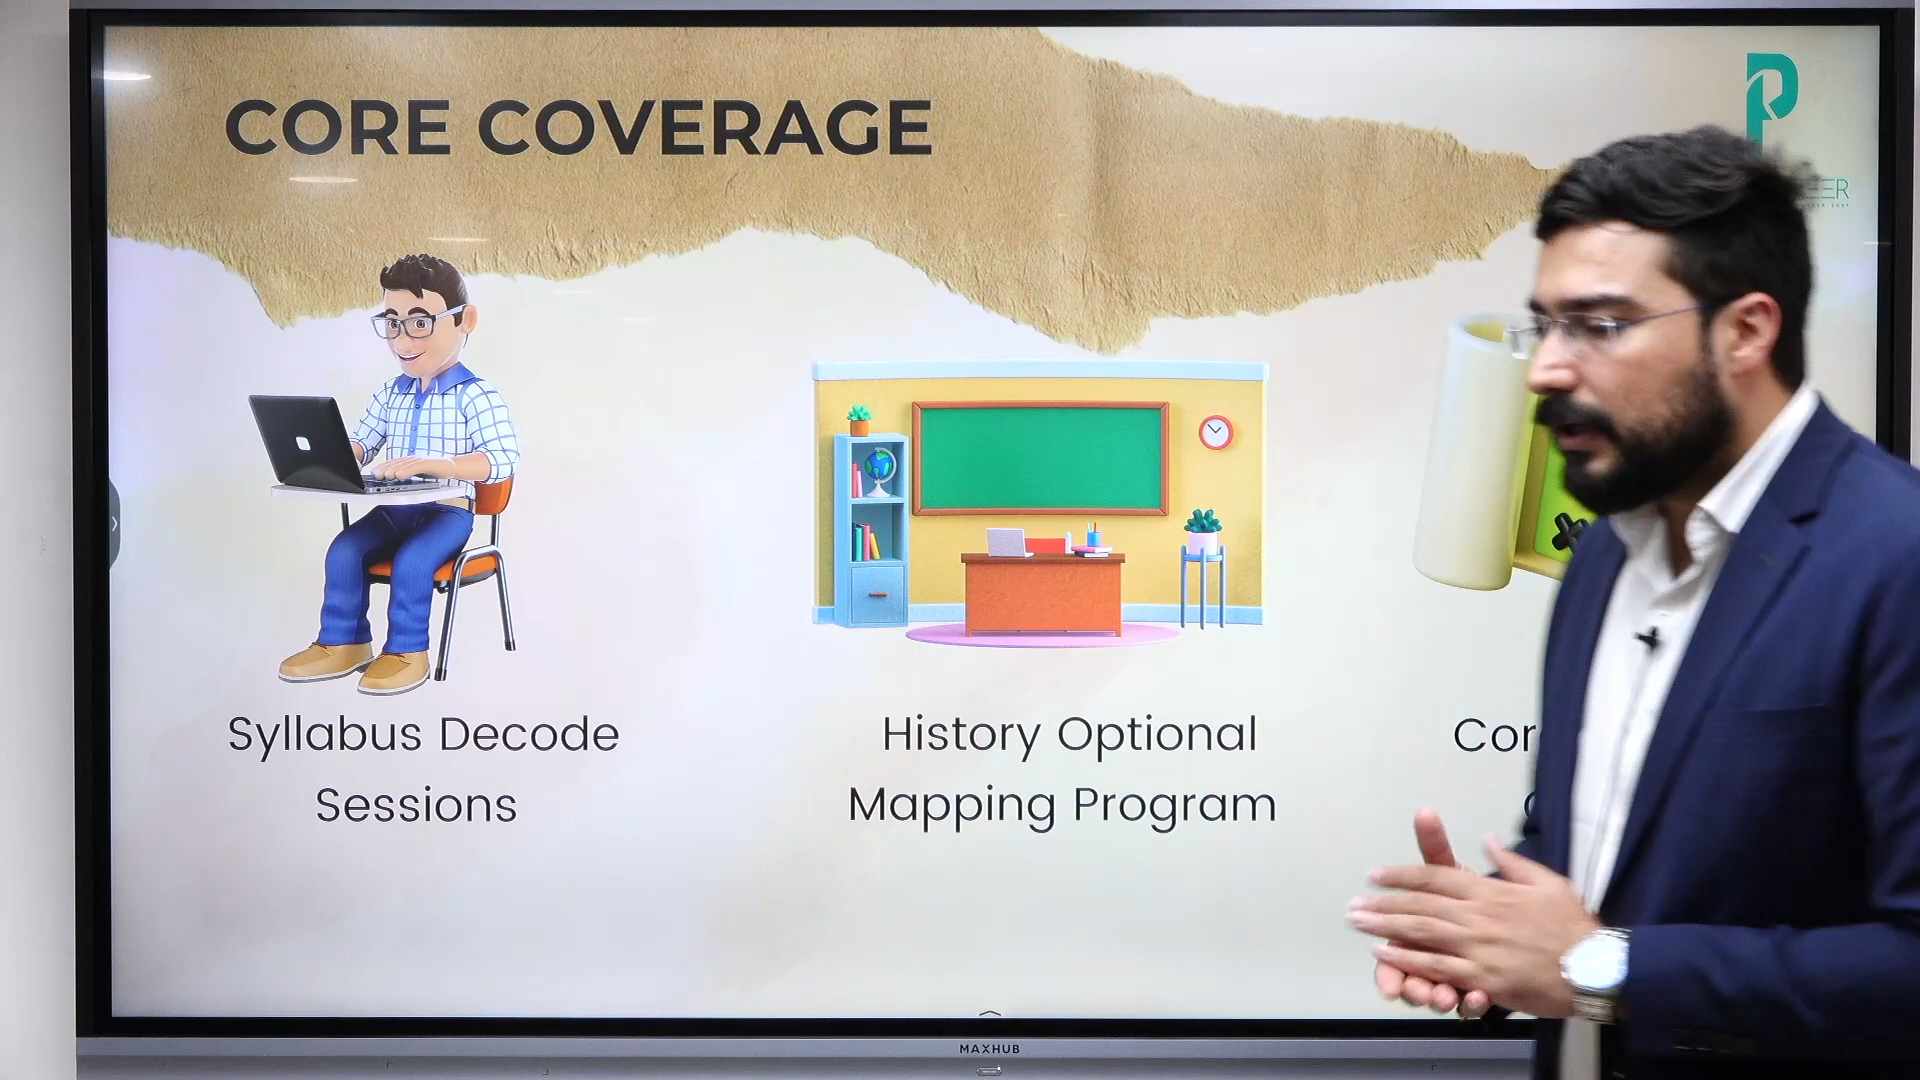 CORE COVERAGE
Syllabus Decode
Sessions
History Optional
Mapping Program
MAXHUB